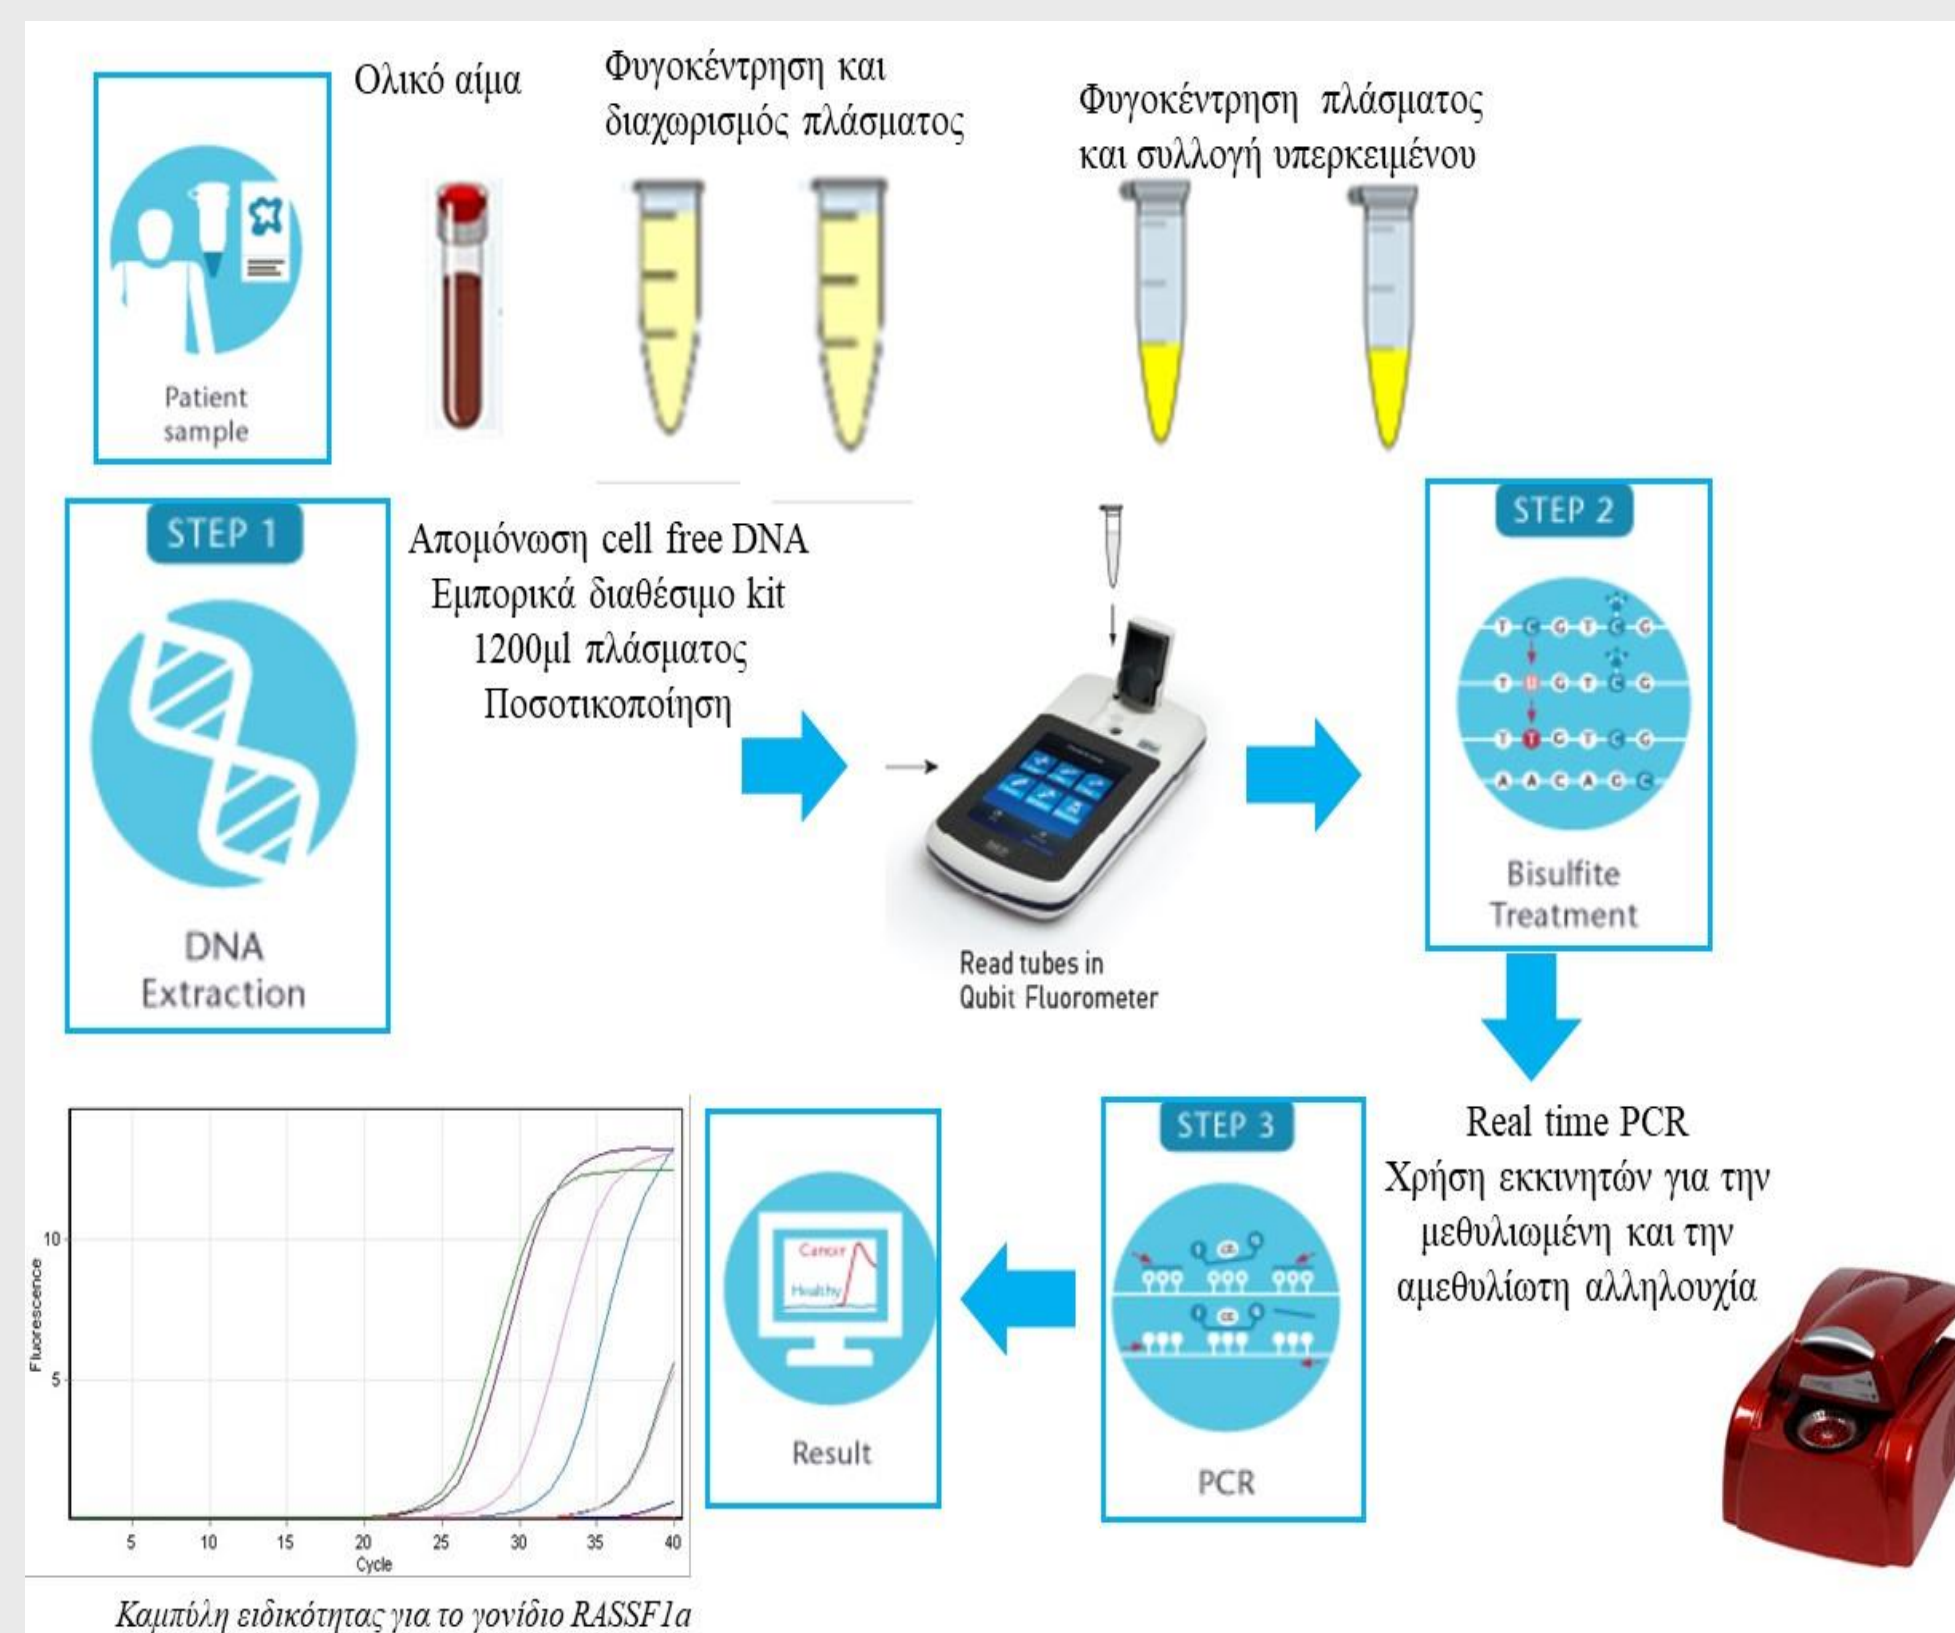 Ολικό αίμα
Φυγοκέντρηση και
διαχωρισμός πλάσματος
Φυγοκέντρηση πλάσματος
και συλλογή υπερκειμένου
Patient
sample
STEP 1
DNA
Extraction
Απομόνωση cell free DNA
Εμπορικά διαθέσιμο kit
1200μl πλάσματος
Ποσοτικοποίηση
Read tubes in
Qubit Fluorometer
STEP 2
T C G T C G
T U G T C G
T T G T C G
A A C A G C
Bisulfite
Treatment
Real time PCR
Χρήση εκκινητών για την
μεθυλιωμένη και την
αμεθυλίωτη αλληλουχία
STEP 3
PCR
Cancer
Healthy
Result
Fluorescence
10
5
5 10 15 20 25 30 35 40
Cycle
Καμπύλη ειδικότητας για το γονίδιο RASSF1a